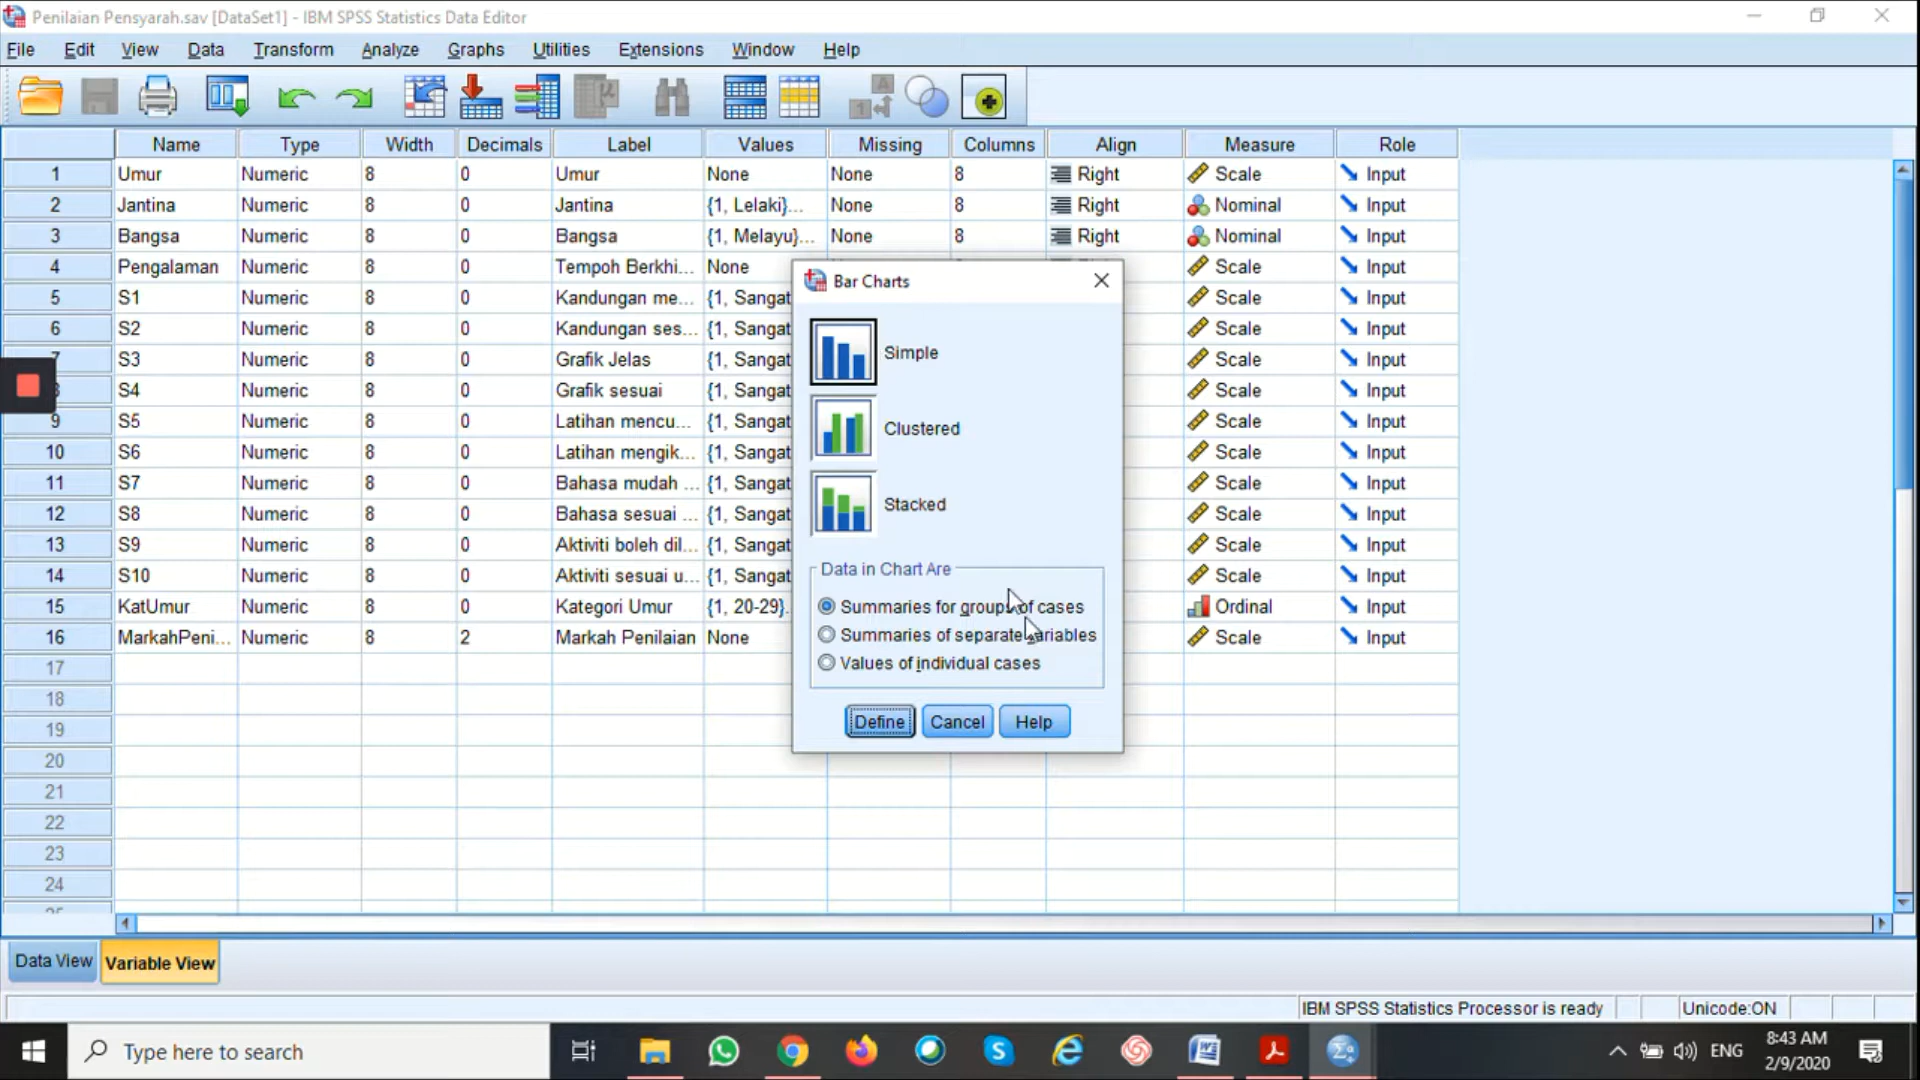 Penilaian Pensyarah.sav [DataSet1] - IBM SPSS Statistics Data Editor
File Edit View Data Transform Analyze Graphs Utilities Extensions Window Help
Name Type Width Decimals Label Values Missing Columns Align Measure Role
1 Umur Numeric 8 0 Umur None None 8 Right Scale Input
2 Jantina Numeric 8 0 Jantina {1, Lelaki}... None 8 Right Nominal Input
3 Bangsa Numeric 8 0 Bangsa {1, Melayu}... None 8 Right Nominal Input
4 Pengalaman Numeric 8 0 Tempoh Berkhi... None Scale Input
5 S1 Numeric 8 0 Kandungan me... {1, Sangat Scale Input
6 S2 Numeric 8 0 Kandungan ses... {1, Sangat Scale Input
S3 Numeric 8 0 Grafik Jelas {1, Sangat Scale Input
S4 Numeric 8 0 Grafik sesuai {1, Sangat Scale Input
9 S5 Numeric 8 0 Latihan mencu... {1, Sangat Scale Input
10 S6 Numeric 8 0 Latihan mengik... {1, Sangat Scale Input
11 S7 Numeric 8 0 Bahasa mudah ... {1, Sangat Scale Input
12 S8 Numeric 8 0 Bahasa sesuai ... {1, Sangat Scale Input
13 S9 Numeric 8 0 Aktiviti boleh dil... {1, Sangat Scale Input
14 S10 Numeric 8 0 Aktiviti sesuai u... {1, Sangat Scale Input
15 KatUmur Numeric 8 0 Kategori Umur {1, 20-29}. Ordinal Input
16 MarkahPeni... Numeric 8 2 Markah Penilaian None Scale Input
17
18
19
20
21
22
23
24
Bar Charts
Simple
Clustered
Stacked
Data in Chart Are
Summaries for groups of cases
Summaries of separate variables
Values of individual cases
Define Cancel Help
Data View Variable View
IBM SPSS Statistics Processor is ready Unicode:ON
Type here to search
ENG
8:43 AM
2/9/2020